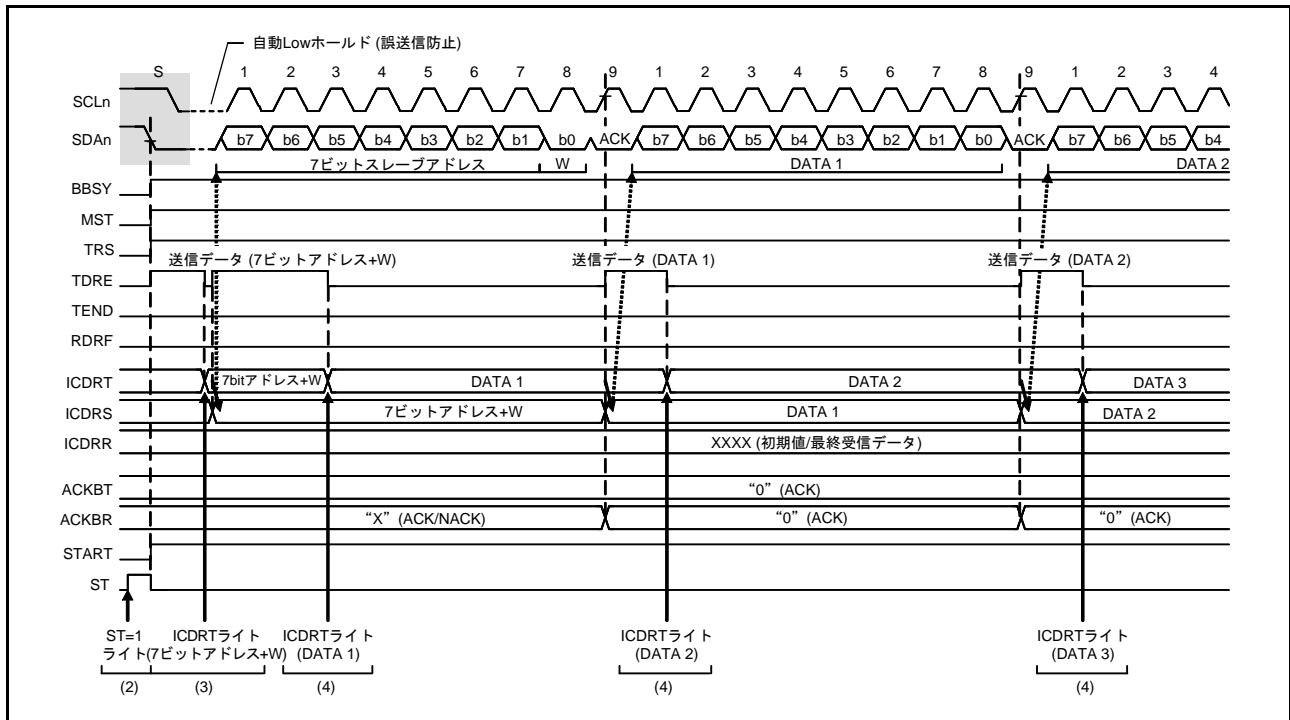 自動Lowホールド (誤送信防止)
S 1 2 3 4 5 6 7 8 9 1 2 3 4 5 6 7 8 9 1 2 3 4
SCLn
SDAn b7 b6 b5 b4 b3 b2 b1 b0 ACK b7 b6 b5 b4 b3 b2 b1 b0 ACK b7 b6 b5 b4
7ビットスレーブアドレス W DATA 1 DATA 2
BBSY
MST
TRS
送信データ (7ビットアドレス+W) 送信データ (DATA 1) 送信データ (DATA 2)
TDRE
TEND
RDRF
ICDRT 7bitアドレス+W DATA 1 DATA 2 DATA 3
ICDRS 7ビットアドレス+W DATA 1 DATA 2
ICDRR XXXX (初期値/最終受信データ)
ACKBT “0” (ACK)
ACKBR “X” (ACK/NACK) “0” (ACK) “0” (ACK)
START
ST
ST=1 ICDRTライト ICDRTライト ICDRTライト ICDRTライト
ライト (7ビットアドレス+W) (DATA 1) (DATA 2) (DATA 3)
(2) (3) (4) (4) (4)